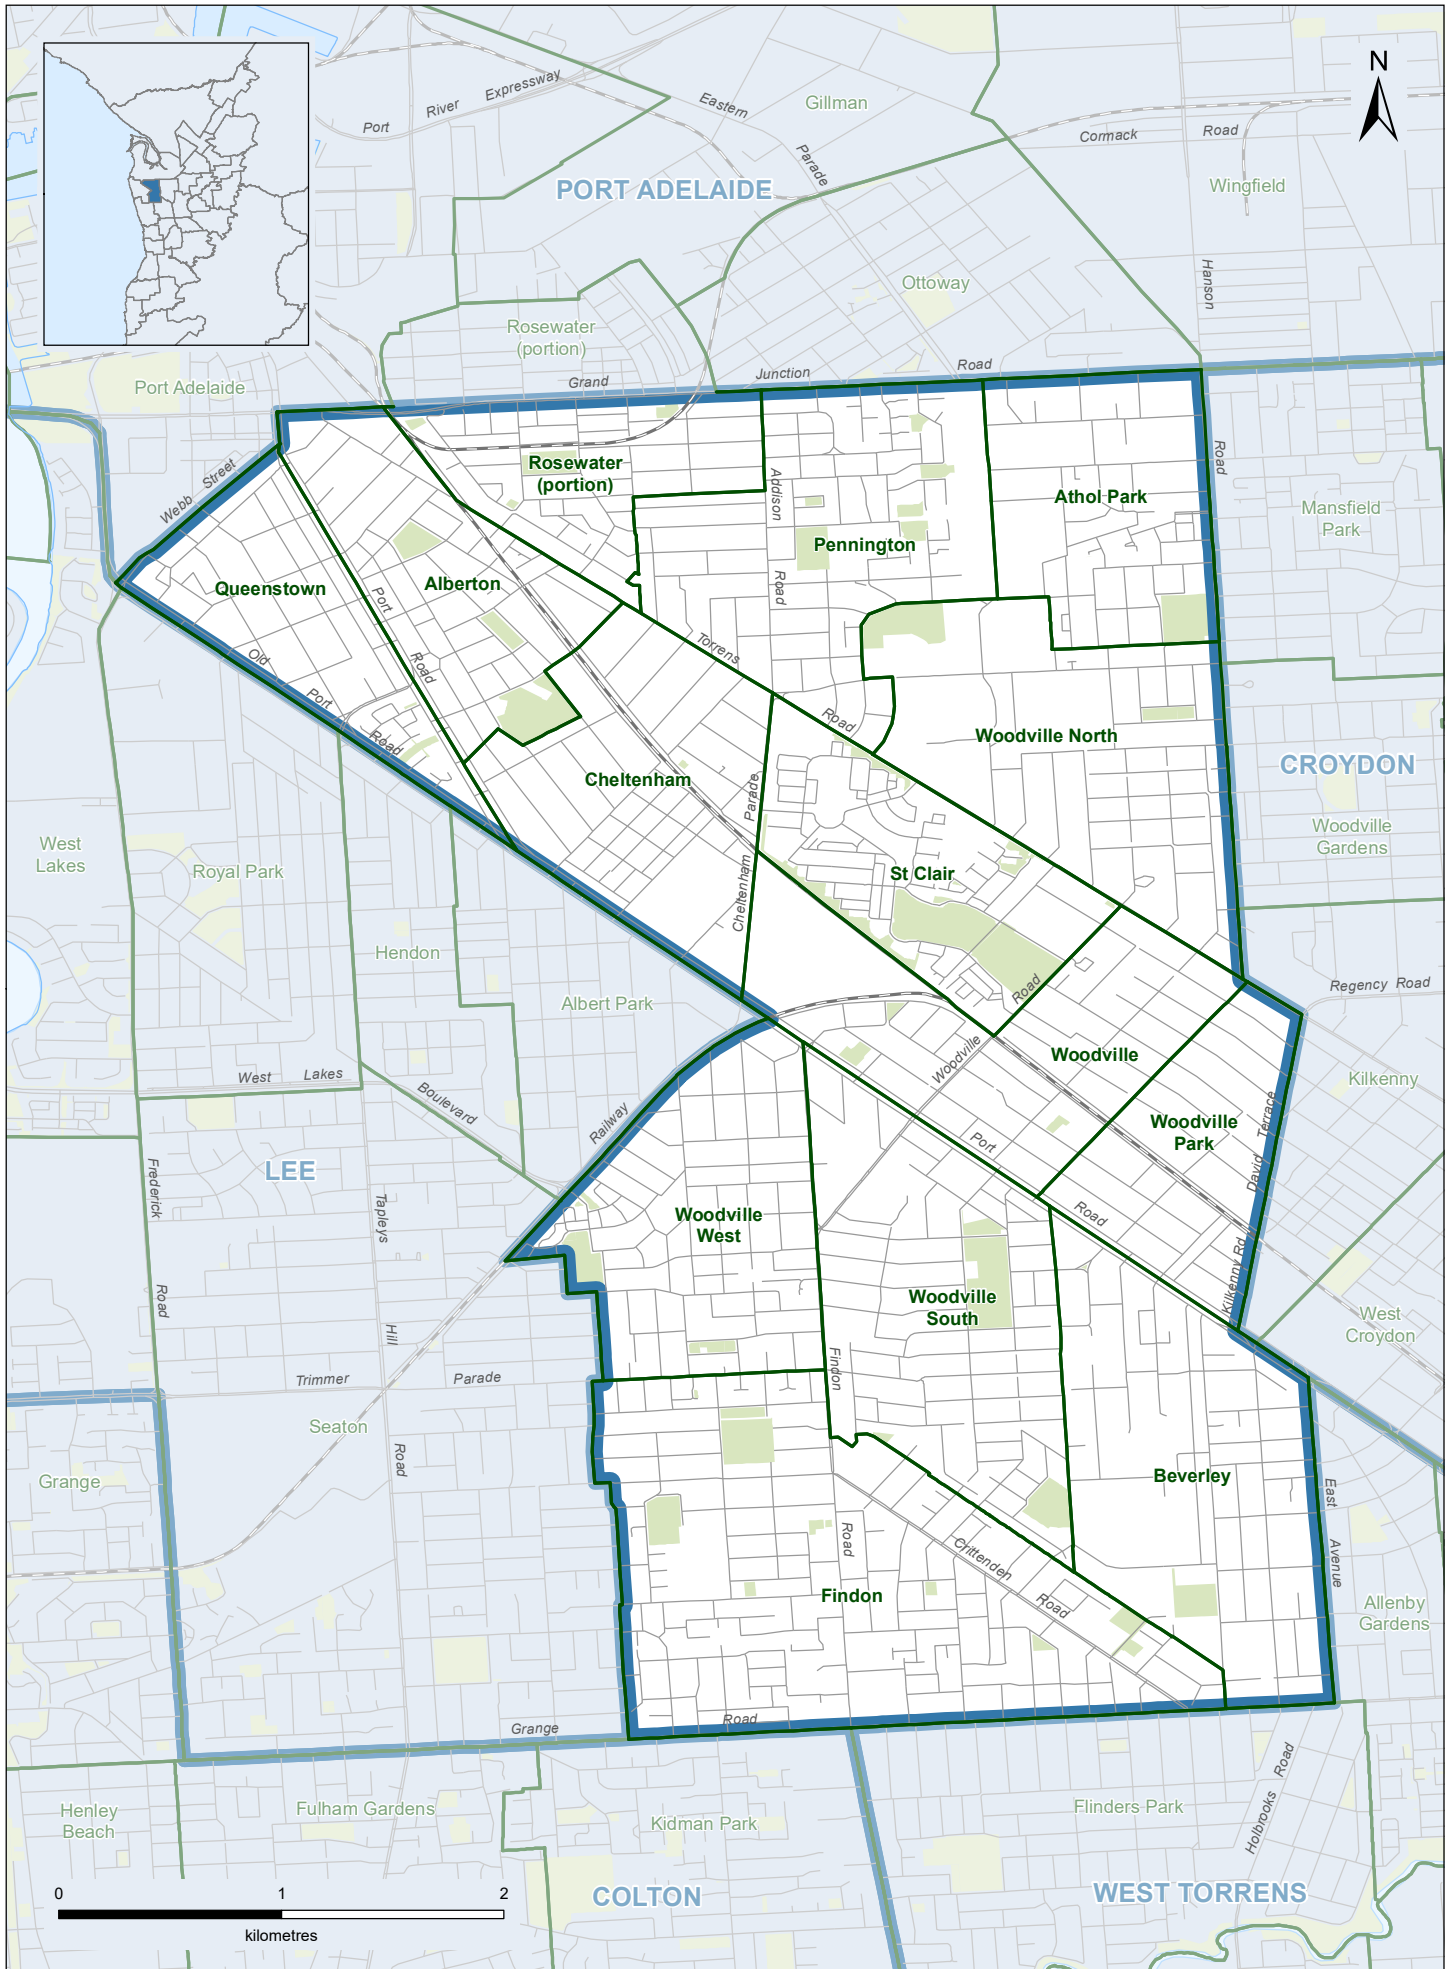 N
Port
River
Expressway
Eastern
Parade
Gillman
Cormack
Road
Wingfield
PORT ADELAIDE
Hanson
Road
Ottoway
Rosewater
(portion)
Port Adelaide
Grand
Junction
Road
Webb
Street
Rosewater
(portion)
Addison
Road
Athol Park
Mansfield
Park
Pennington
Queenstown
Alberton
Port
Road
Old
Port
Road
Torrens
Road
Woodville North
CROYDON
Cheltenham
Cheltenham
Parade
Woodville
Gardens
West
Lakes
Royal Park
St Clair
Hendon
Albert Park
Regency
Road
Woodville
Road
Woodville
Kilkenny
West
Lakes
Boulevard
Railway
Woodville
Park
David
Terrace
Port
Road
LEE
Frederick
Road
Tapleys
Hill
Road
Woodville
West
Woodville
South
Kilkenny Rd
West
Croydon
Findon
Road
Trimmer
Parade
Seaton
Grange
Beverley
East
Avenue
Crittenden
Road
Findon
Allenby
Gardens
Grange
Road
Henley
Beach
Fulham Gardens
Kidman Park
Flinders Park
Holbrooks
Road
COLTON
WEST TORRENS
0
1
2
kilometres